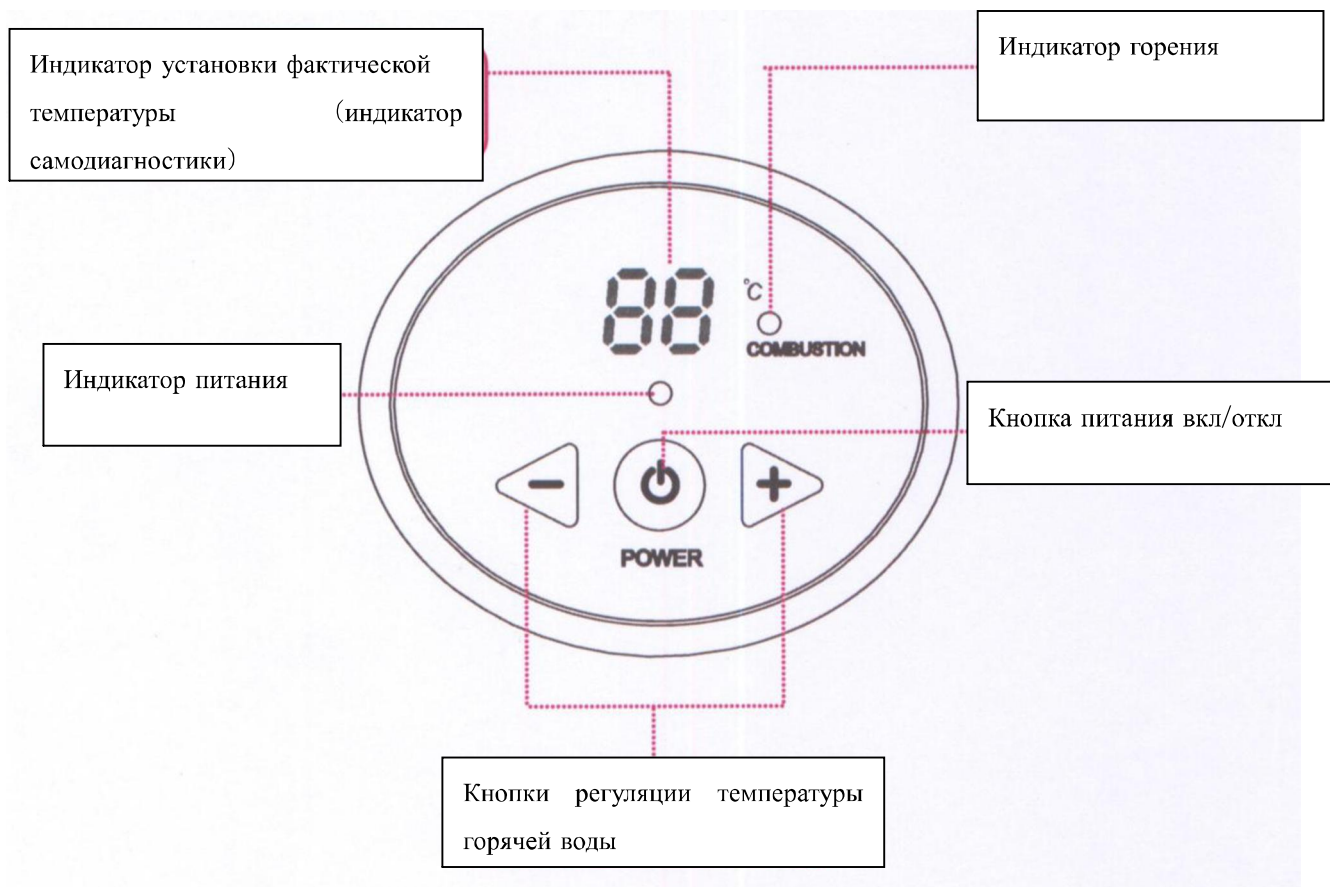 Индикатор установки фактической
температуры (индикатор
самодиагностики)
Индикатор горения
88 °C
COMBUSTION
Индикатор питания
Кнопка питания вкл/откл
POWER
Кнопки регуляции температуры
горячей воды